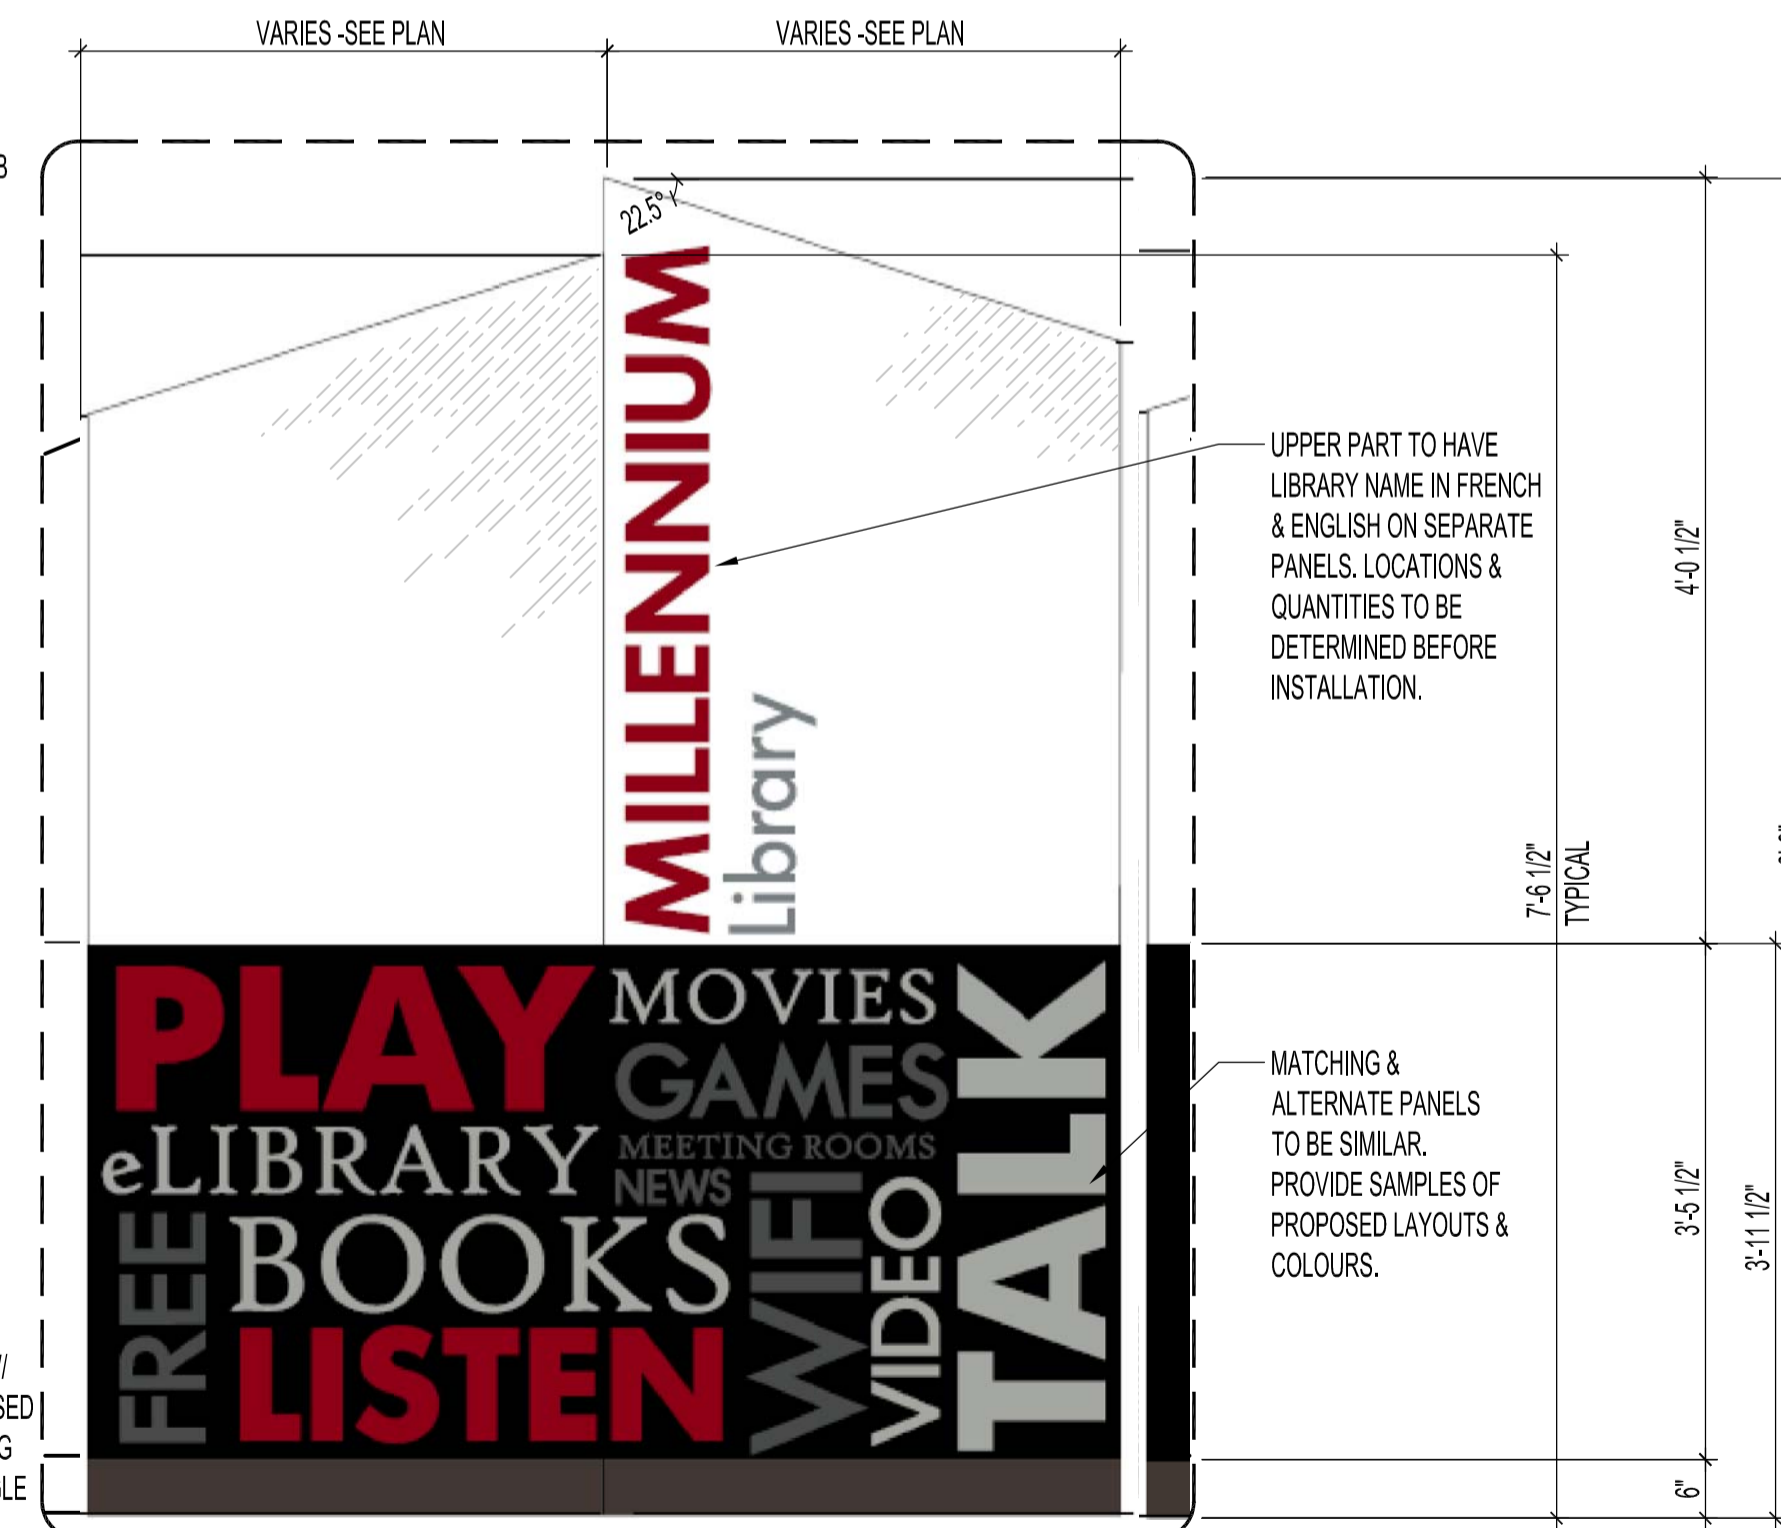 VARIES -SEE PLAN
VARIES -SEE PLAN
22.5°
MILLENNIUM
Library
UPPER PART TO HAVE
LIBRARY NAME IN FRENCH
& ENGLISH ON SEPARATE
PANELS. LOCATIONS &
QUANTITIES TO BE
DETERMINED BEFORE
INSTALLATION.
4'-0 1/2"
7'-6 1/2"
TYPICAL
PLAY
MOVIES
GAMES
MEETING ROOMS
NEWS
eLIBRARY
FREE
BOOKS
LISTEN
WIFI
VIDEO
TALK
MATCHING &
ALTERNATE PANELS
TO BE SIMILAR.
PROVIDE SAMPLES OF
PROPOSED LAYOUTS &
COLOURS.
3'-5 1/2"
3'-11 1/2"
6"